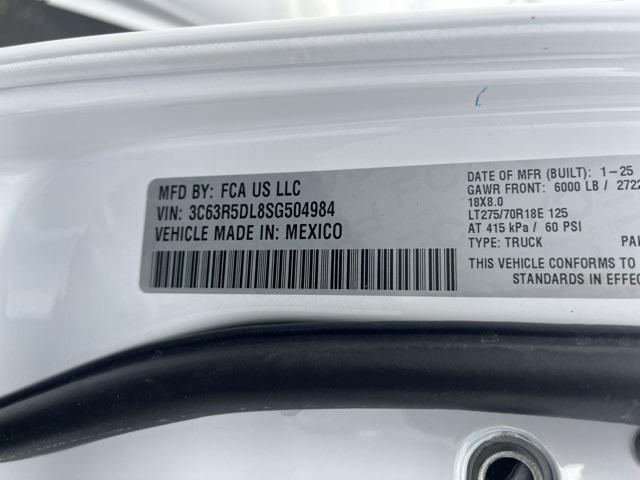 MFD BY: FCA US LLC
VIN: 3C63R5DL8SG504984
VEHICLE MADE IN: MEXICO
DATE OF MFR (BUILT): 1-25
GAWR FRONT: 6000 LB / 2722
18X8.0
LT275/70R18E 125
AT 415 kPa / 60 PSI
TYPE: TRUCK
THIS VEHICLE CONFORMS TO
STANDARDS IN EFFEC